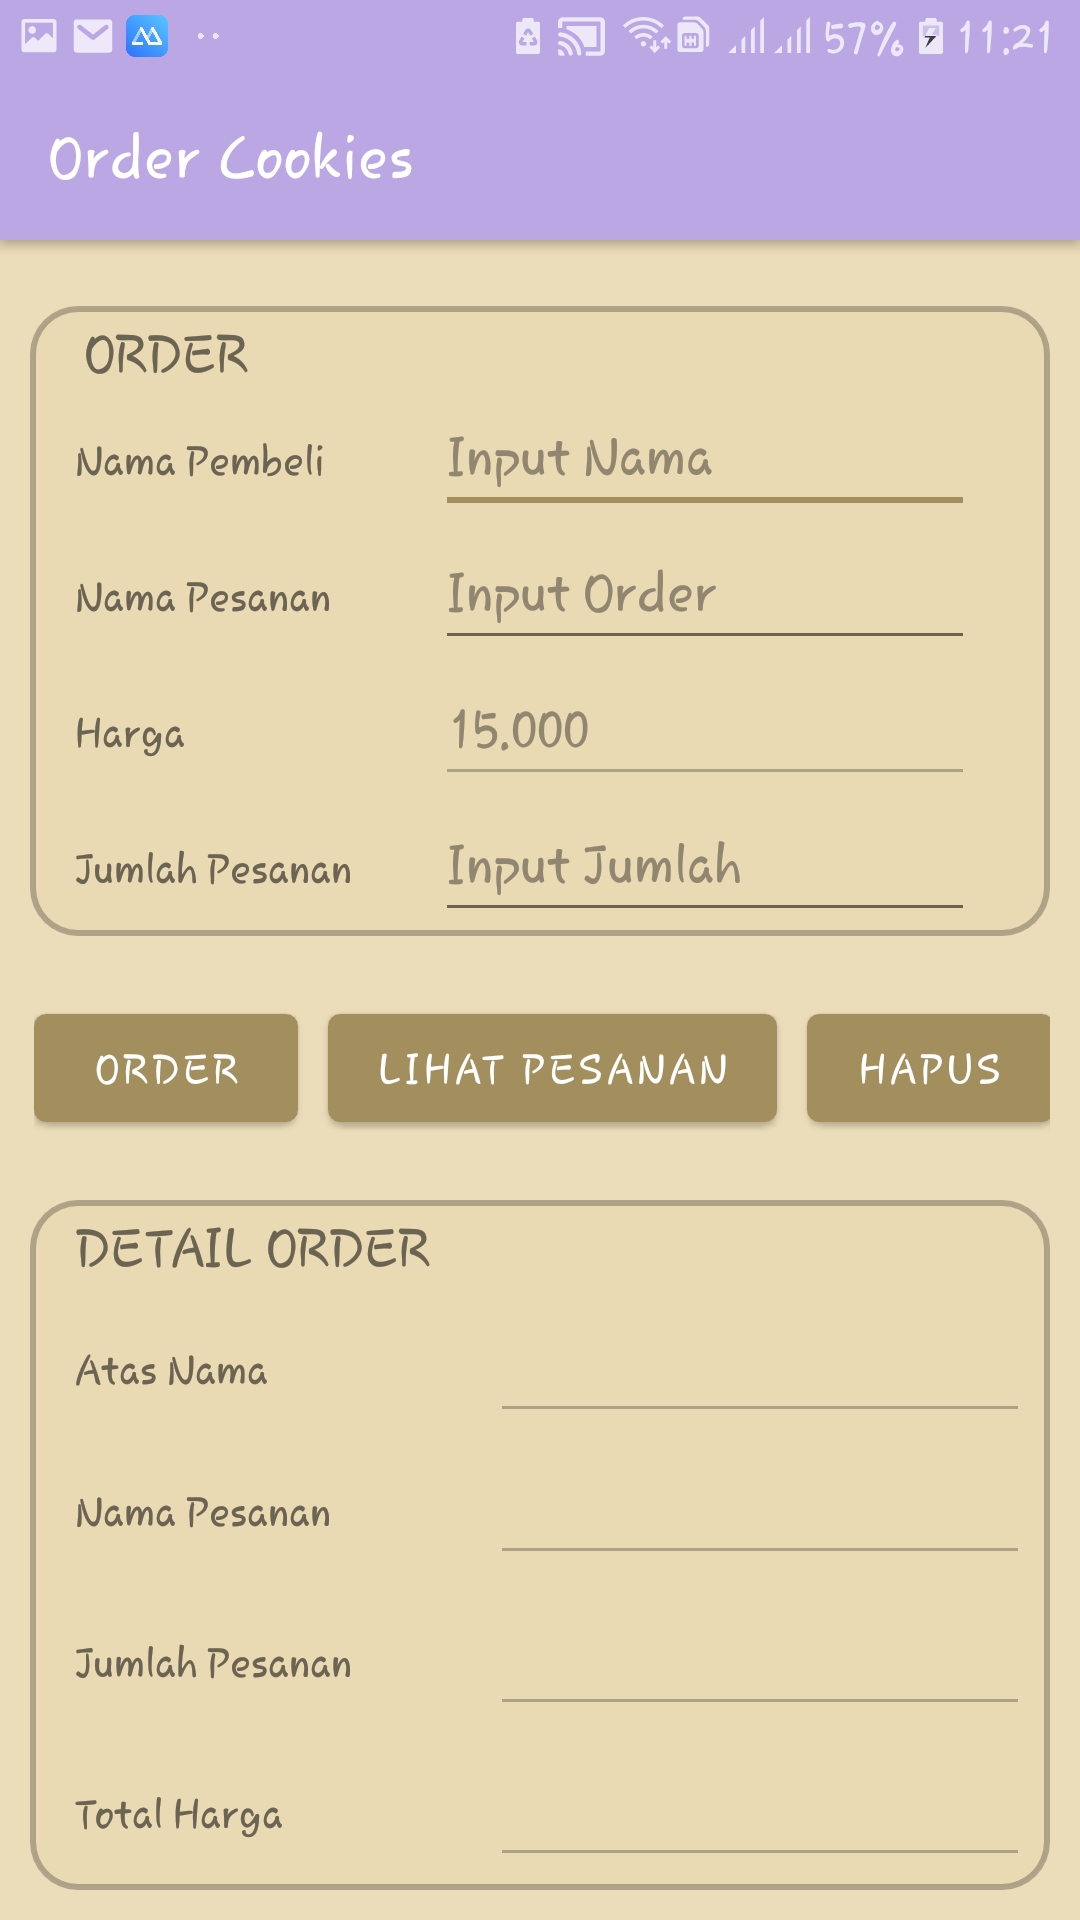 57% 11:21
Order Cookies
ORDER
Nama Pembeli Input Nama
Nama Pesanan Input Order
Harga 15.000
Jumlah Pesanan Input Jumlah
ORDER LIHAT PESANAN HAPUS
DETAIL ORDER
Atas Nama
Nama Pesanan
Jumlah Pesanan
Total Harga